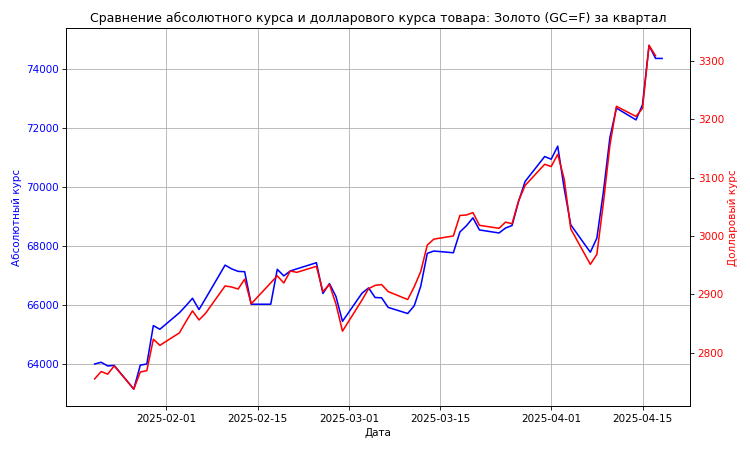 Сравнение абсолютного курса и долларового курса товара: Золото (GC=F) за квартал
Абсолютный курс
74000
72000
70000
68000
66000
64000
3300
3200
3100
3000
2900
2800
Долларовый курс
2025-02-01 2025-02-15 2025-03-01 2025-03-15 2025-04-01 2025-04-15
Дата